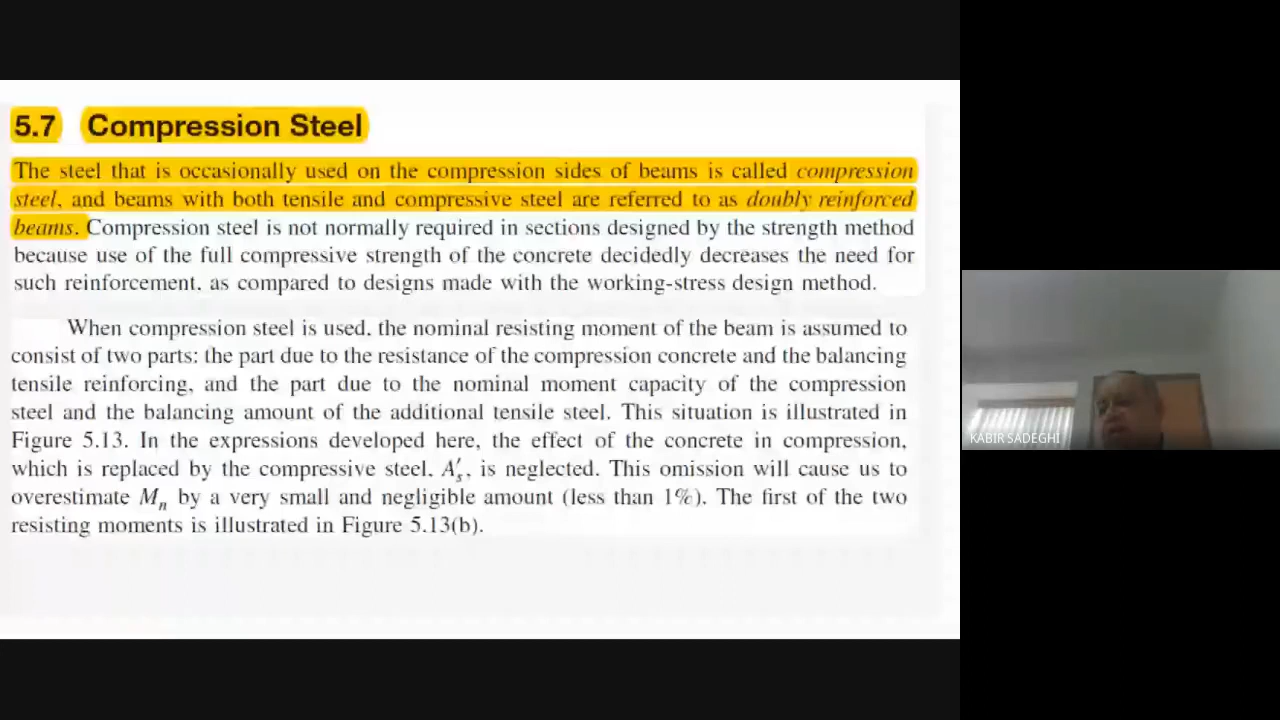 5.7 Compression Steel
The steel that is occasionally used on the compression sides of beams is called compression
steel, and beams with both tensile and compressive steel are referred to as doubly reinforced
beams. Compression steel is not normally required in sections designed by the strength method
because use of the full compressive strength of the concrete decidedly decreases the need for
such reinforcement, as compared to designs made with the working-stress design method.
When compression steel is used, the nominal resisting moment of the beam is assumed to
consist of two parts: the part due to the resistance of the compression concrete and the balancing
tensile reinforcing, and the part due to the nominal moment capacity of the compression
steel and the balancing amount of the additional tensile steel. This situation is illustrated in
Figure 5.13. In the expressions developed here, the effect of the concrete in compression,
which is replaced by the compressive steel, A′s, is neglected. This omission will cause us to
overestimate Mn by a very small and negligible amount (less than 1%). The first of the two
resisting moments is illustrated in Figure 5.13(b).
KABIR SADEGHİ